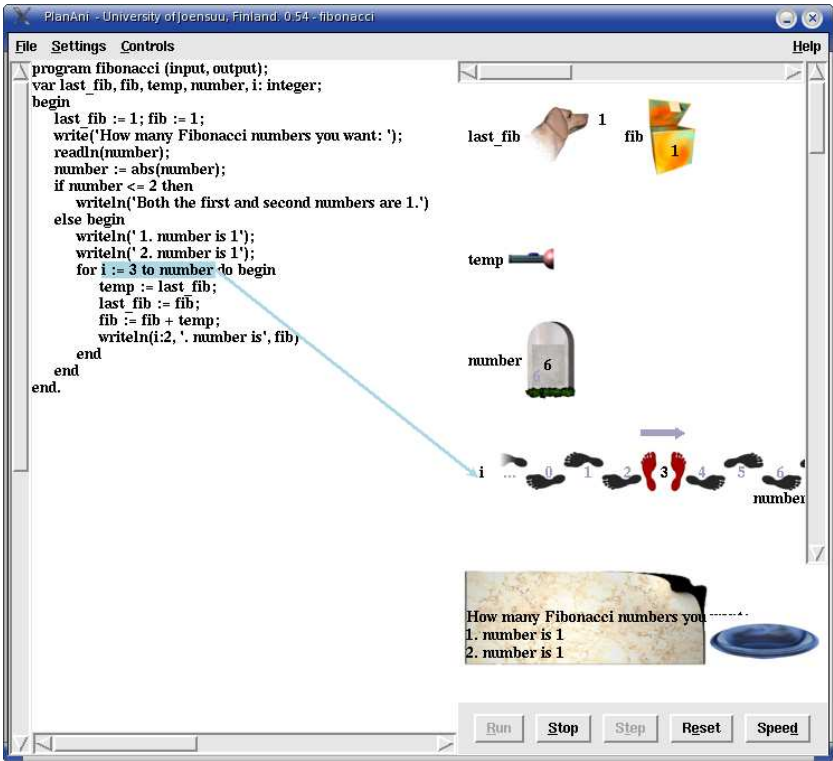 PlanAni - University of Joensuu, Finland. 0.54 - fibonacci
File Settings Controls Help
program fibonacci (input, output);
var last_fib, fib, temp, number, i: integer;
begin
last_fib := 1; fib := 1;
write('How many Fibonacci numbers you want: ');
readln(number);
number := abs(number);
if number <= 2 then
writeln('Both the first and second numbers are 1.')
else begin
writeln(' 1. number is 1');
writeln(' 2. number is 1');
for i := 3 to number do begin
temp := last_fib;
last_fib := fib;
fib := fib + temp;
writeln(i:2, '. number is', fib)
end
end
end.
last_fib 1 fib 1
temp
number 6
6
i ... 0 1 2 3 4 5 6
number
How many Fibonacci numbers you want:
1. number is 1
2. number is 1
Run Stop Step Reset Speed